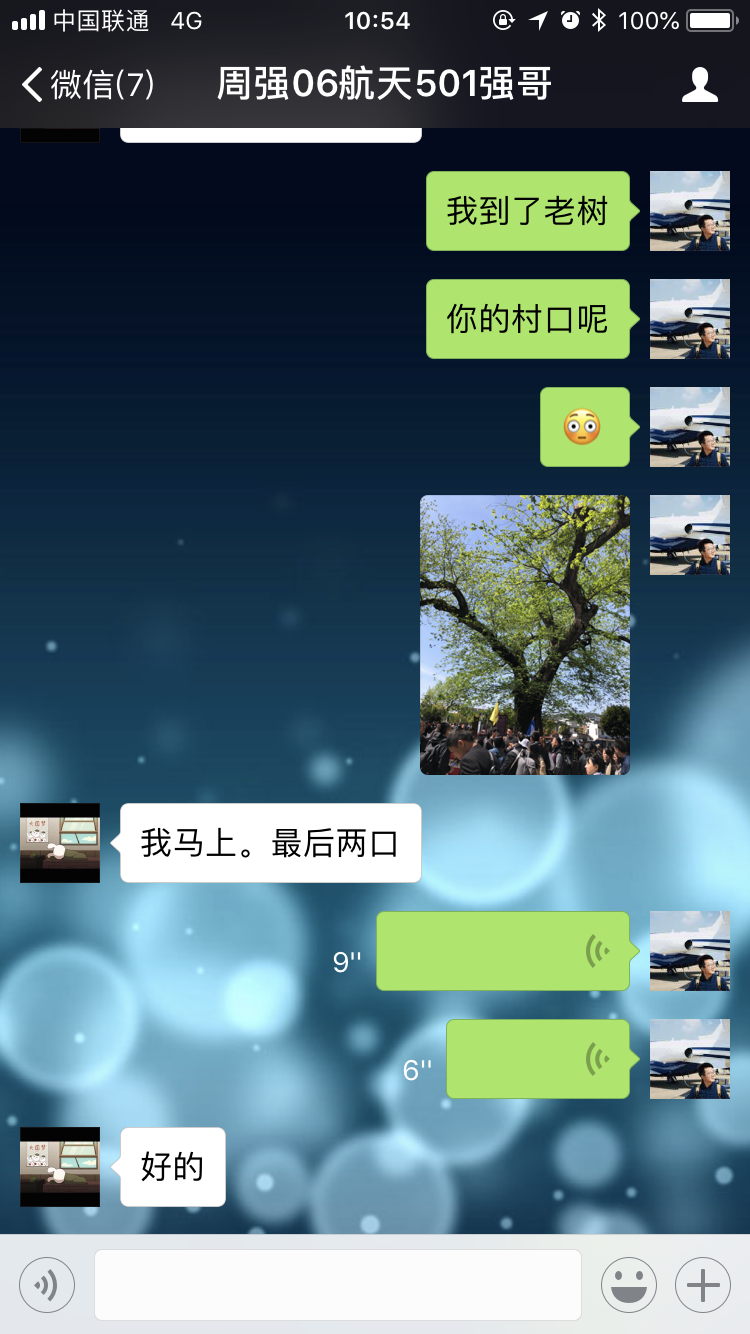 中国联通 4G 10:54 100%
微信(7) 周强06航天501强哥
我到了老树
你的村口呢
😳
我马上。最后两口
9''
6''
好的